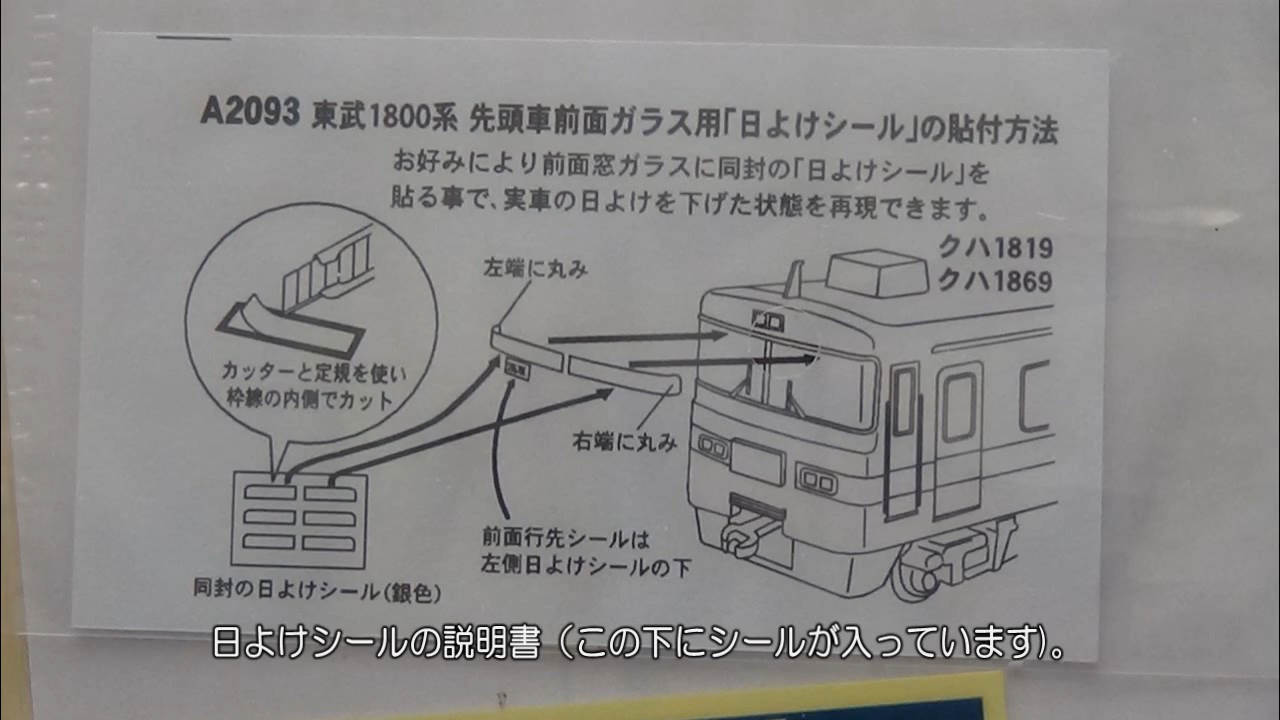 A2093 東武1800系 先頭車前面ガラス用「日よけシール」の貼付方法
お好みにより前面窓ガラスに同封の「日よけシール」を
貼る事で、実車の日よけを下げた状態を再現できます。
クハ1819
クハ1869
左端に丸み
カッターと定規を使い
枠線の内側でカット
右端に丸み
前面行先シールは
左側日よけシールの下
同封の日よけシール(銀色)
日よけシールの説明書（この下にシールが入っています)。